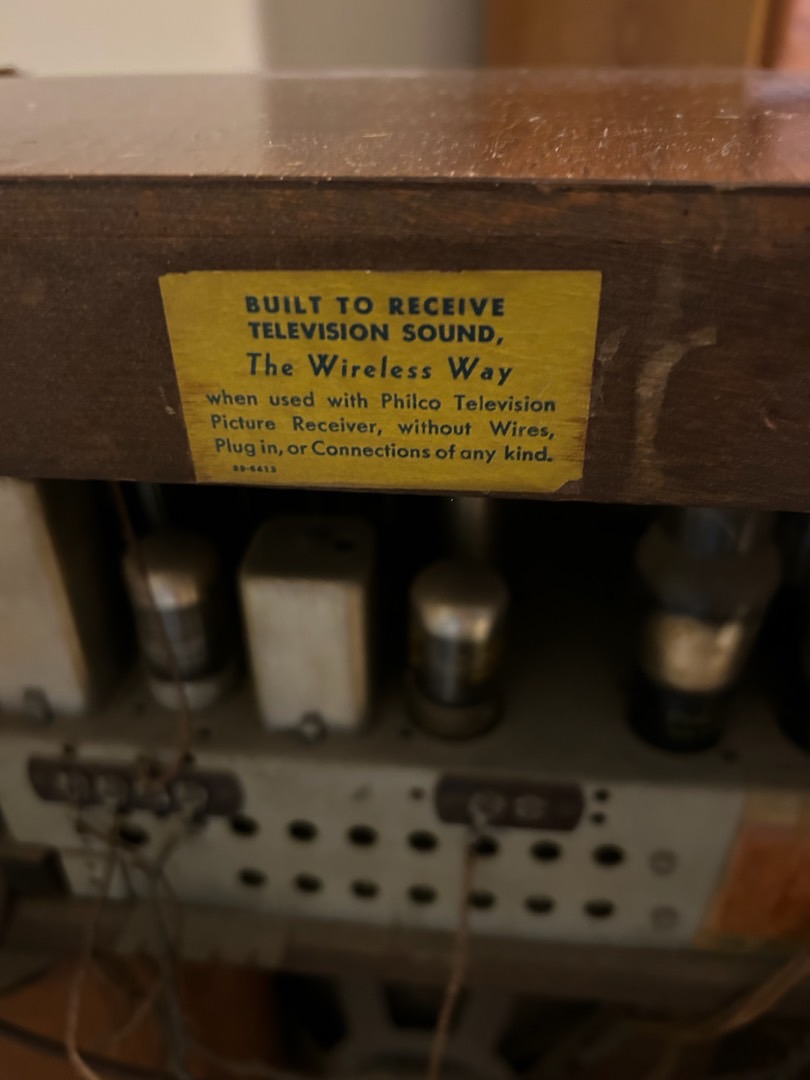 BUILT TO RECEIVE
TELEVISION SOUND,
The Wireless Way
when used with Philco Television
Picture Receiver, without Wires,
Plug in, or Connections of any kind.